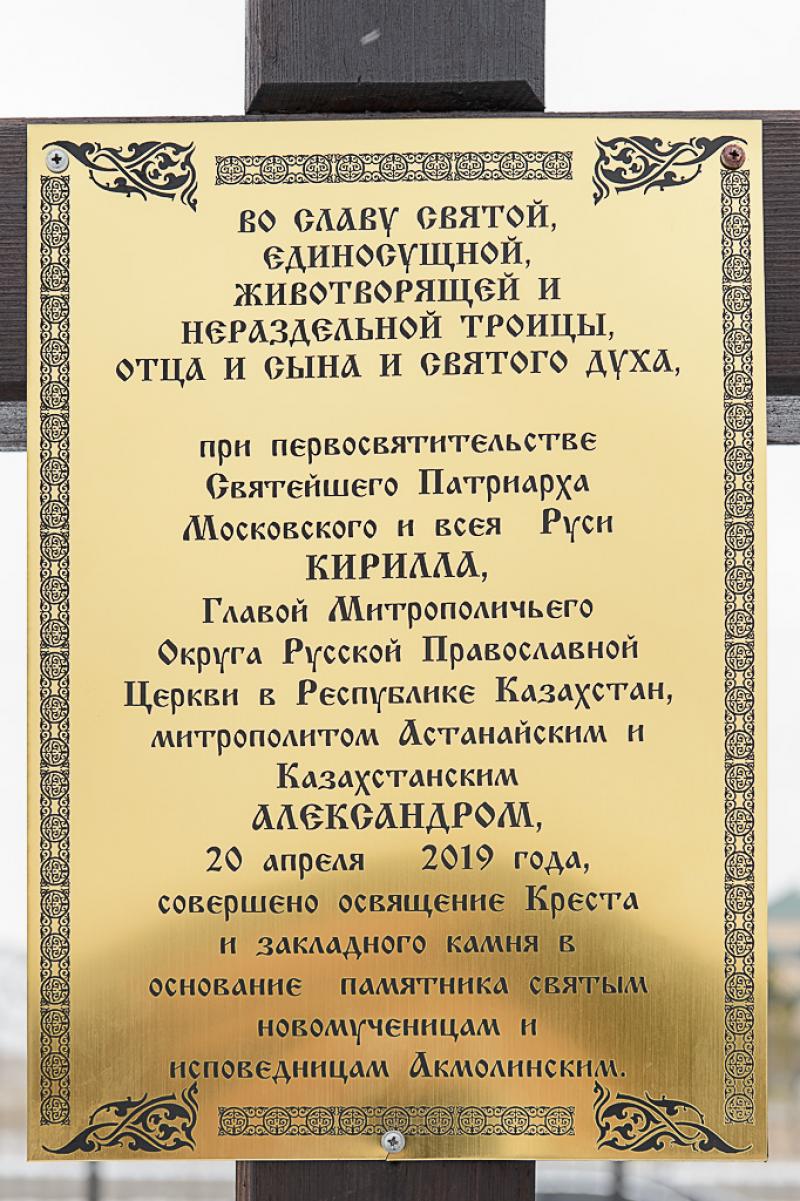 ВО СЛАВУ СВЯТОЙ,
ЕДИНОСУЩНОЙ,
ЖИВОТВОРЯЩЕЙ И
НЕРАЗДЕЛЬНОЙ ТРОИЦЫ,
ОТЦА И СЫНА И СВЯТОГО ДУХА,
при первосвятительстве
Святейшего Патриарха
Московского и всея Руси
КИРИЛЛА,
Главой Митрополичьего
Округа Русской Православной
Церкви в Республике Казахстан,
митрополитом Астанайским и
Казахстанским
АЛЕКСАНДРОМ,
20 апреля 2019 года,
совершено освящение Креста
и закладного камня в
основание памятника святым
новомученицам и
исповедницам Акмолинским.